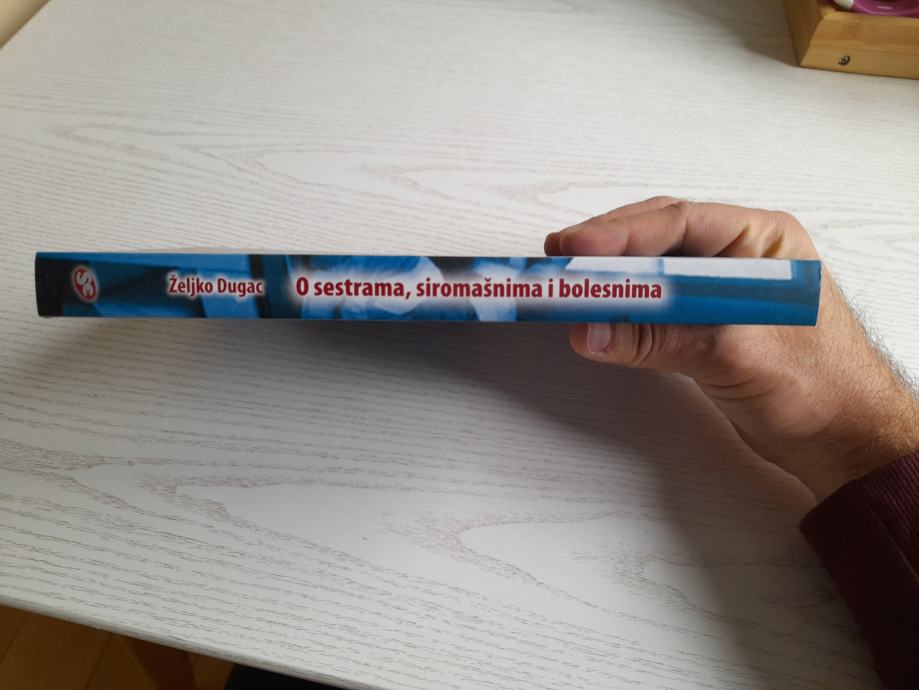 Željko Dugac O sestrama, siromašnima i bolesnima